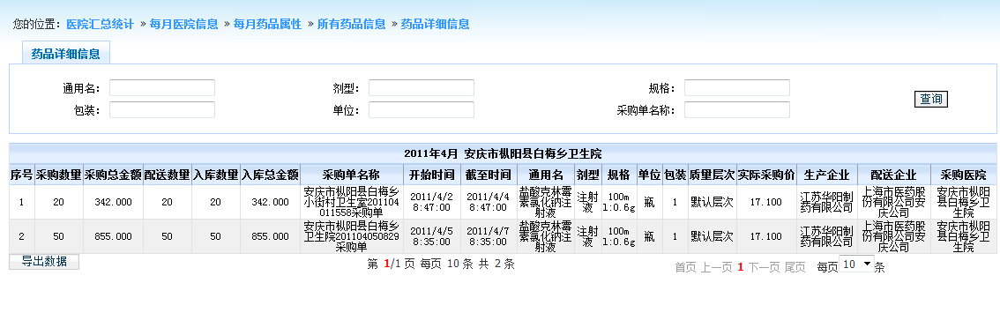 您的位置：医院汇总统计 » 每月医院信息 » 每月药品属性 » 所有药品信息 » 药品详细信息
药品详细信息
通用名： 剂型： 规格：
包装： 单位： 采购单名称：
查询
2011年4月 安庆市枞阳县白梅乡卫生院
序号 采购数量 采购总金额 配送数量 入库数量 入库总金额 采购单名称 开始时间 截至时间 通用名 剂型 规格 单位 包装 质量层次 实际采购价 生产企业 配送企业 采购医院
1 20 342.000 20 20 342.000 安庆市枞阳县白梅乡小街村卫生室201104011558采购单 2011/4/2 8:47:00 2011/4/4 8:47:00 盐酸克林霉素氯化钠注射液 注射液 100ml:0.6g 瓶 1 默认层次 17.100 江苏华阳制药有限公司 上海市医药股份有限公司安庆公司 安庆市枞阳县白梅乡卫生院
2 50 855.000 50 50 855.000 安庆市枞阳县白梅乡卫生院201104050829采购单 2011/4/5 8:35:00 2011/4/7 8:35:00 盐酸克林霉素氯化钠注射液 注射液 100ml:0.6g 瓶 1 默认层次 17.100 江苏华阳制药有限公司 上海市医药股份有限公司安庆公司 安庆市枞阳县白梅乡卫生院
导出数据 第 1/1 页 每页 10 条 共 2 条 首页 上一页 1 下一页 尾页 每页 10 条